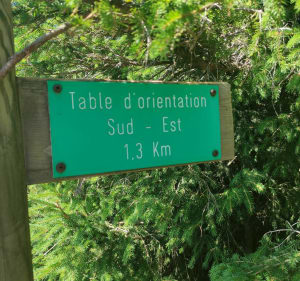 Table d'orientation
Sud - Est
1,3 Km